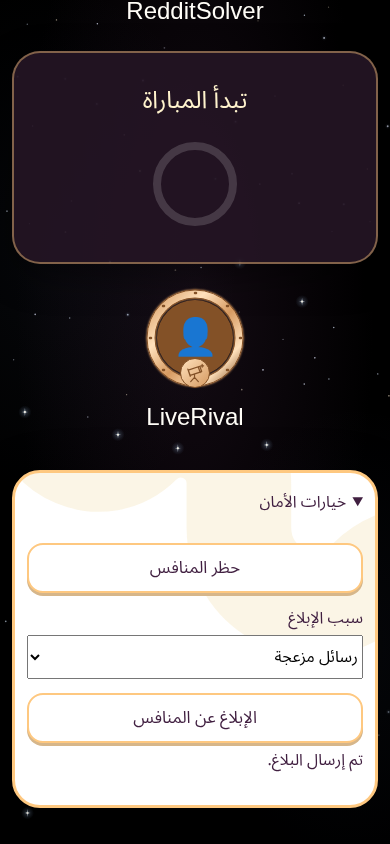 RedditSolver
تبدأ المباراة
LiveRival
خيارات الأمان
حظر المنافس
سبب الإبلاغ
رسائل مزعجة
الإبلاغ عن المنافس
تم إرسال البلاغ.